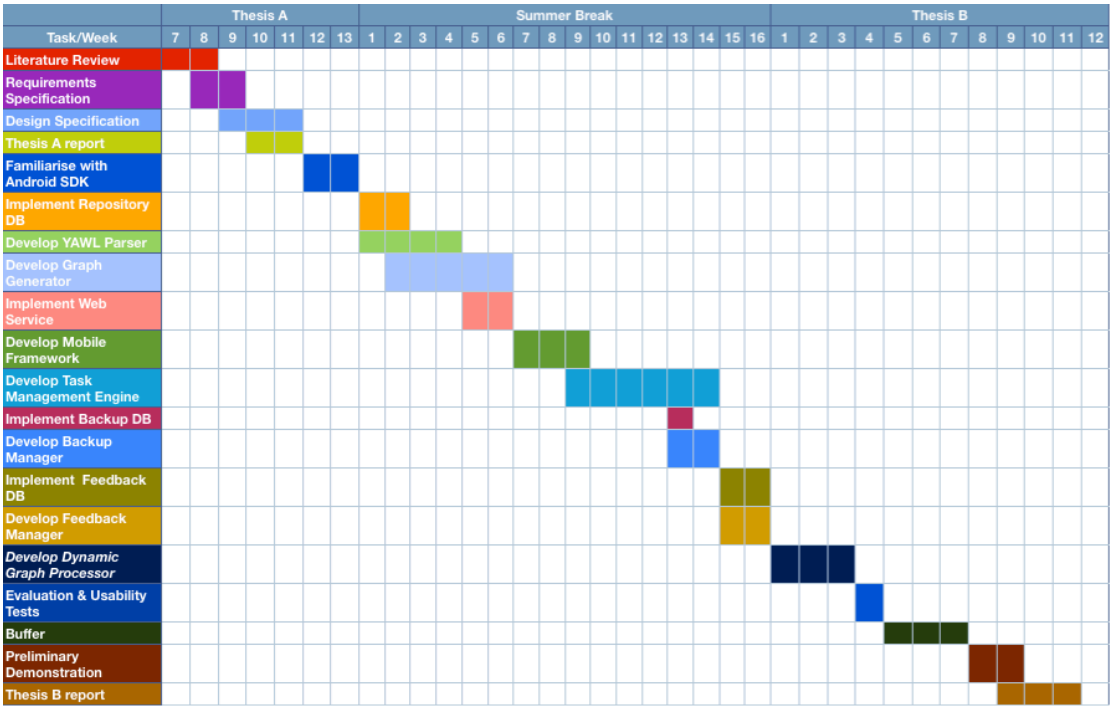 Thesis A Summer Break Thesis B
Task/Week 7 8 9 10 11 12 13 1 2 3 4 5 6 7 8 9 10 11 12 13 14 15 16 1 2 3 4 5 6 7 8 9 10 11 12
Literature Review
Requirements
Specification
Design Specification
Thesis A report
Familiarise with
Android SDK
Implement Repository
DB
Develop YAWL Parser
Develop Graph
Generator
Implement Web
Service
Develop Mobile
Framework
Develop Task
Management Engine
Implement Backup DB
Develop Backup
Manager
Implement Feedback
DB
Develop Feedback
Manager
Develop Dynamic
Graph Processor
Evaluation & Usability
Tests
Buffer
Preliminary
Demonstration
Thesis B report